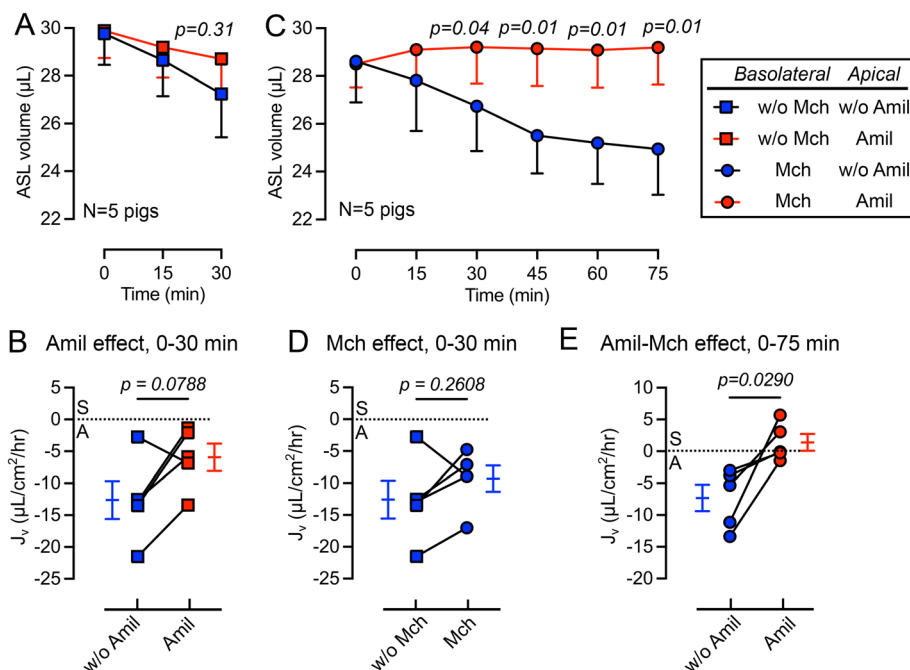 A
p=0.31
ASL volume (µL)
30
28
26
24
22
N=5 pigs
0 15 30
Time (min)
C
p=0.04 p=0.01 p=0.01 p=0.01
ASL volume (µL)
30
28
26
24
22
N=5 pigs
0 15 30 45 60 75
Time (min)
Basolateral Apical
w/o Mch w/o Amil
w/o Mch Amil
Mch w/o Amil
Mch Amil
B Amil effect, 0-30 min
p = 0.0788
Jv (µL/cm²/hr)
5
0
-5
-10
-15
-20
-25
S
A
w/o Amil
Amil
D Mch effect, 0-30 min
p = 0.2608
Jv (µL/cm²/hr)
5
0
-5
-10
-15
-20
-25
S
A
w/o Mch
Mch
E Amil-Mch effect, 0-75 min
p=0.0290
Jv (µL/cm²/hr)
10
5
0
-5
-10
-15
-20
S
A
w/o Amil
Amil